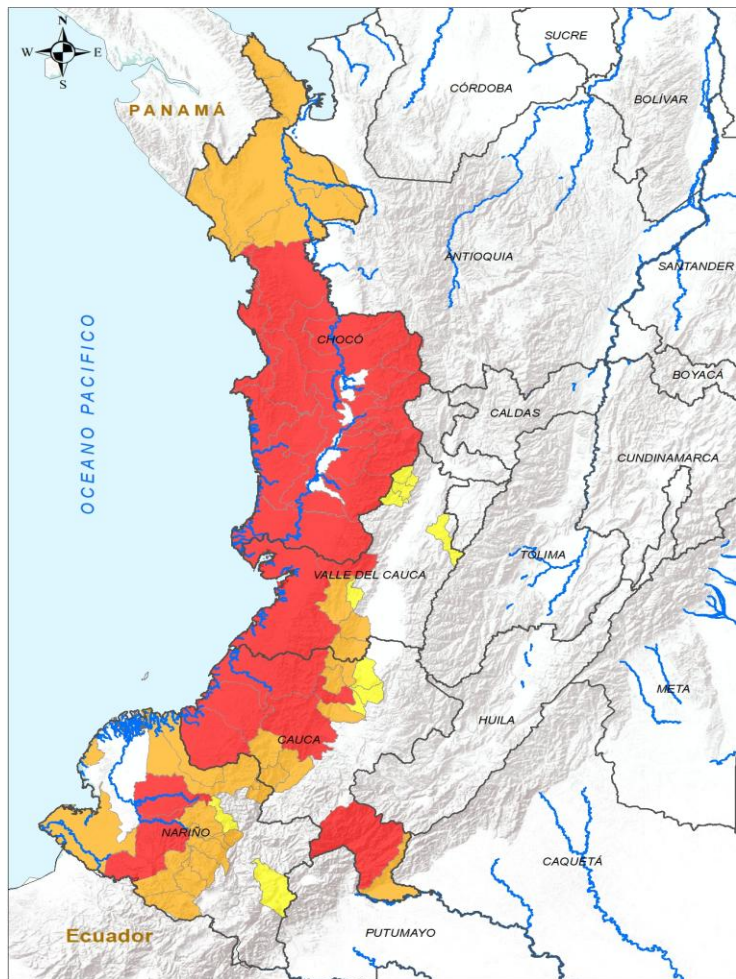 N
W E
S
PANAMÁ
SUCRE
CÓRDOBA
BOLÍVAR
ANTIOQUIA
SANTANDER
OCEANO PACIFICO
CHOCÓ
BOYACÁ
CALDAS
CUNDINAMARCA
TOLIMA
VALLE DEL CAUCA
META
HUILA
CAUCA
NARIÑO
CAQUETÁ
Ecuador
PUTUMAYO